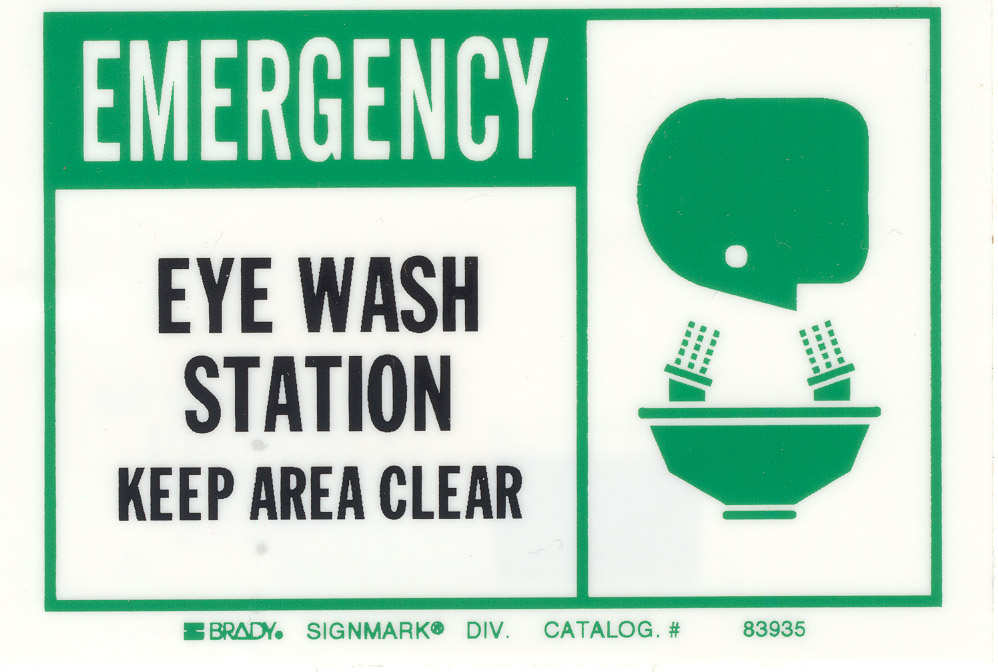 EMERGENCY
EYE WASH
STATION
KEEP AREA CLEAR
BRADY. SIGNMARK® DIV. CATALOG. # 83935